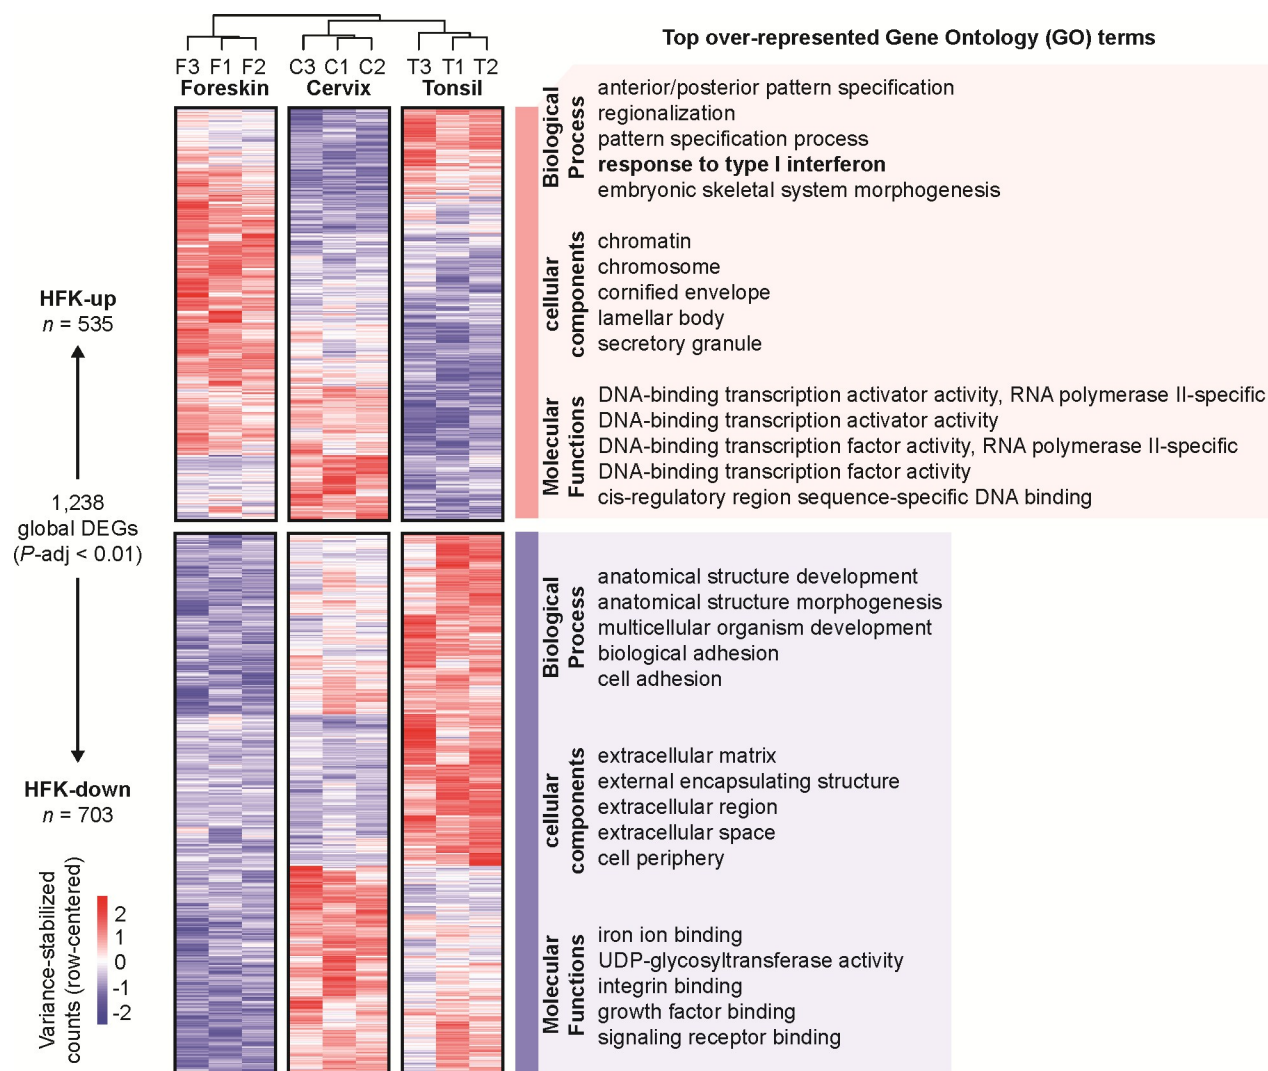 Top over-represented Gene Ontology (GO) terms
F3 F1 F2 C3 C1 C2 T3 T1 T2
Foreskin Cervix Tonsil
Biological
Process
anterior/posterior pattern specification
regionalization
pattern specification process
response to type I interferon
embryonic skeletal system morphogenesis
cellular
components
chromatin
chromosome
cornified envelope
lamellar body
secretory granule
Molecular
Functions
DNA-binding transcription activator activity, RNA polymerase II-specific
DNA-binding transcription activator activity
DNA-binding transcription factor activity, RNA polymerase II-specific
DNA-binding transcription factor activity
cis-regulatory region sequence-specific DNA binding
HFK-up
n = 535
1,238
global DEGs
(P-adj < 0.01)
HFK-down
n = 703
Biological
Process
anatomical structure development
anatomical structure morphogenesis
multicellular organism development
biological adhesion
cell adhesion
cellular
components
extracellular matrix
external encapsulating structure
extracellular region
extracellular space
cell periphery
Molecular
Functions
iron ion binding
UDP-glycosyltransferase activity
integrin binding
growth factor binding
signaling receptor binding
Variance-stabilized
counts (row-centered)
2
1
0
-1
-2